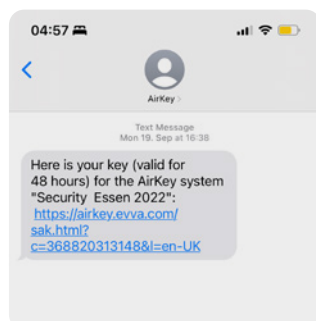 04:57
AirKey
Text Message
Mon 19. Sep at 16:38
Here is your key (valid for
48 hours) for the AirKey system
"Security Essen 2022":
https://airkey.evva.com/
sak.html?
c=368820313148&l=en-UK